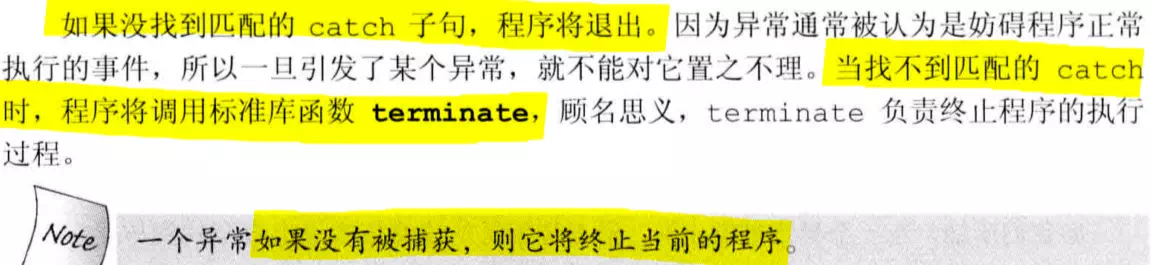 如果没找到匹配的 catch 子句，程序将退出。因为异常通常被认为是妨碍程序正常
执行的事件，所以一旦引发了某个异常，就不能对它置之不理。当找不到匹配的 catch
时，程序将调用标准库函数 terminate，顾名思义，terminate 负责终止程序的执行
过程。
Note 一个异常如果没有被捕获，则它将终止当前的程序。